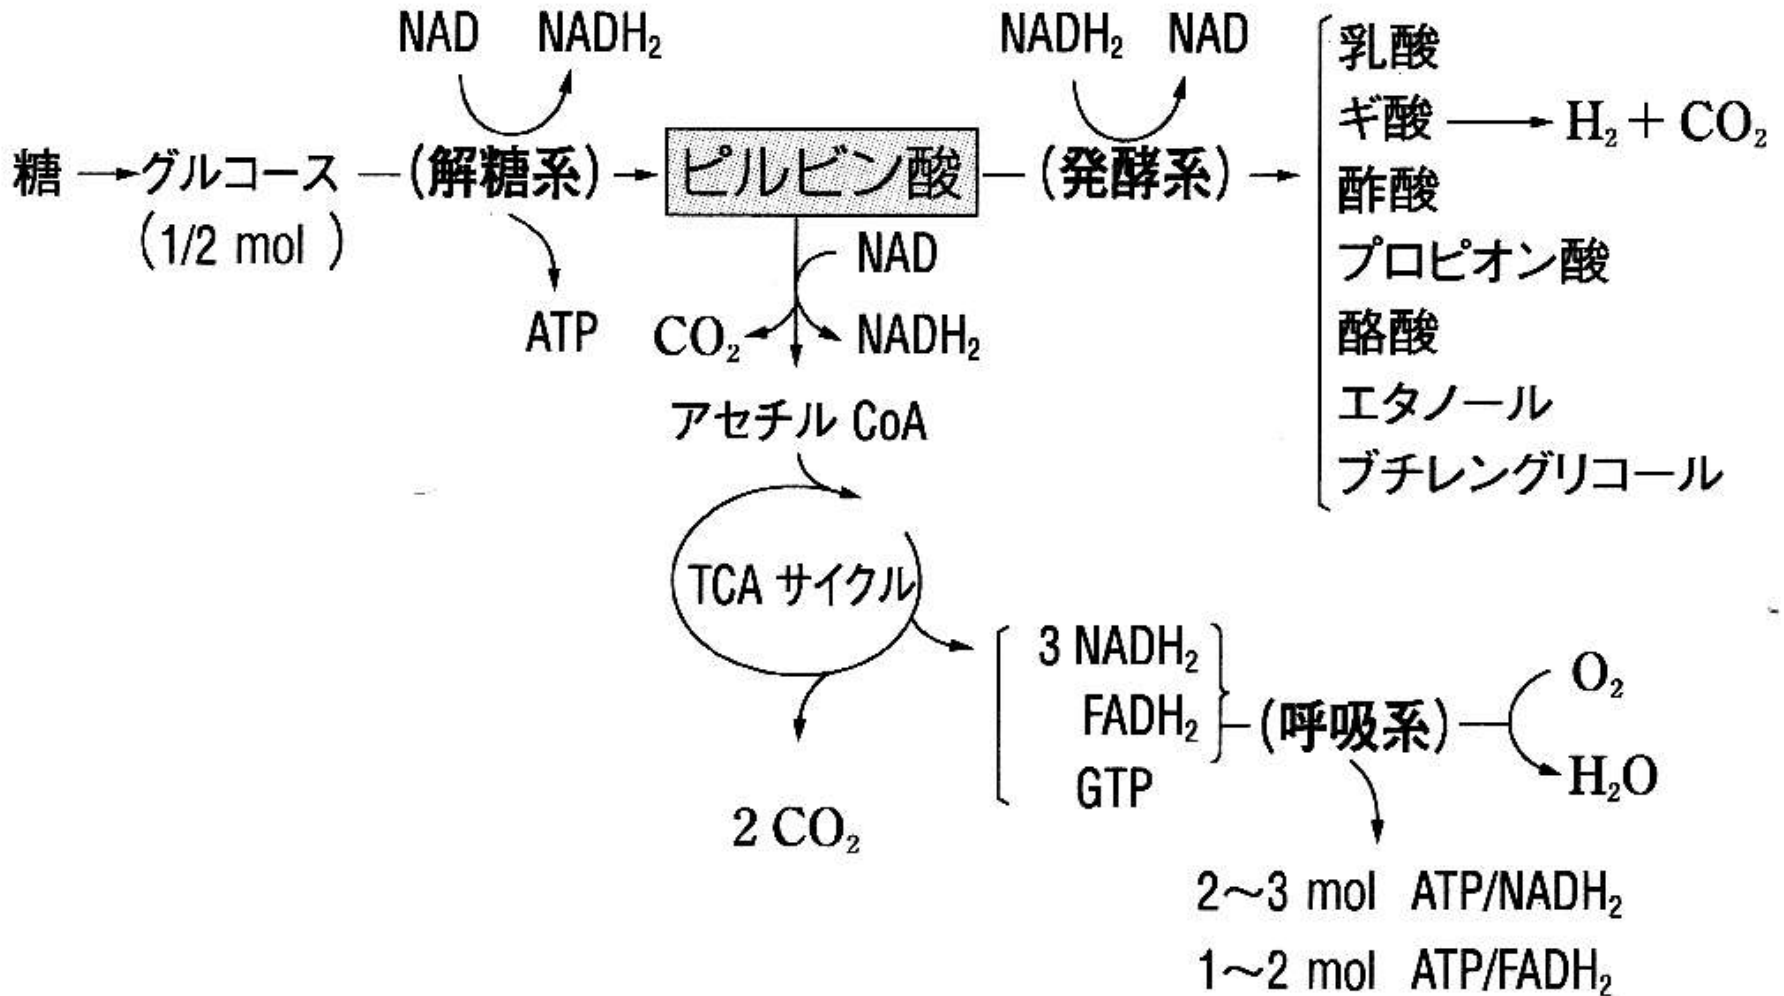 NAD NADH₂
NADH₂ NAD
糖 → グルコース — (解糖系) → ピルビン酸 — (発酵系) →
(1/2 mol )
ATP
乳酸
ギ酸 → H₂ + CO₂
酢酸
プロピオン酸
酪酸
エタノール
ブチレングリコール
NAD
CO₂ NADH₂
アセチル CoA
TCA サイクル
2 CO₂
3 NADH₂
FADH₂
GTP
(呼吸系)
O₂
H₂O
2〜3 mol ATP/NADH₂
1〜2 mol ATP/FADH₂